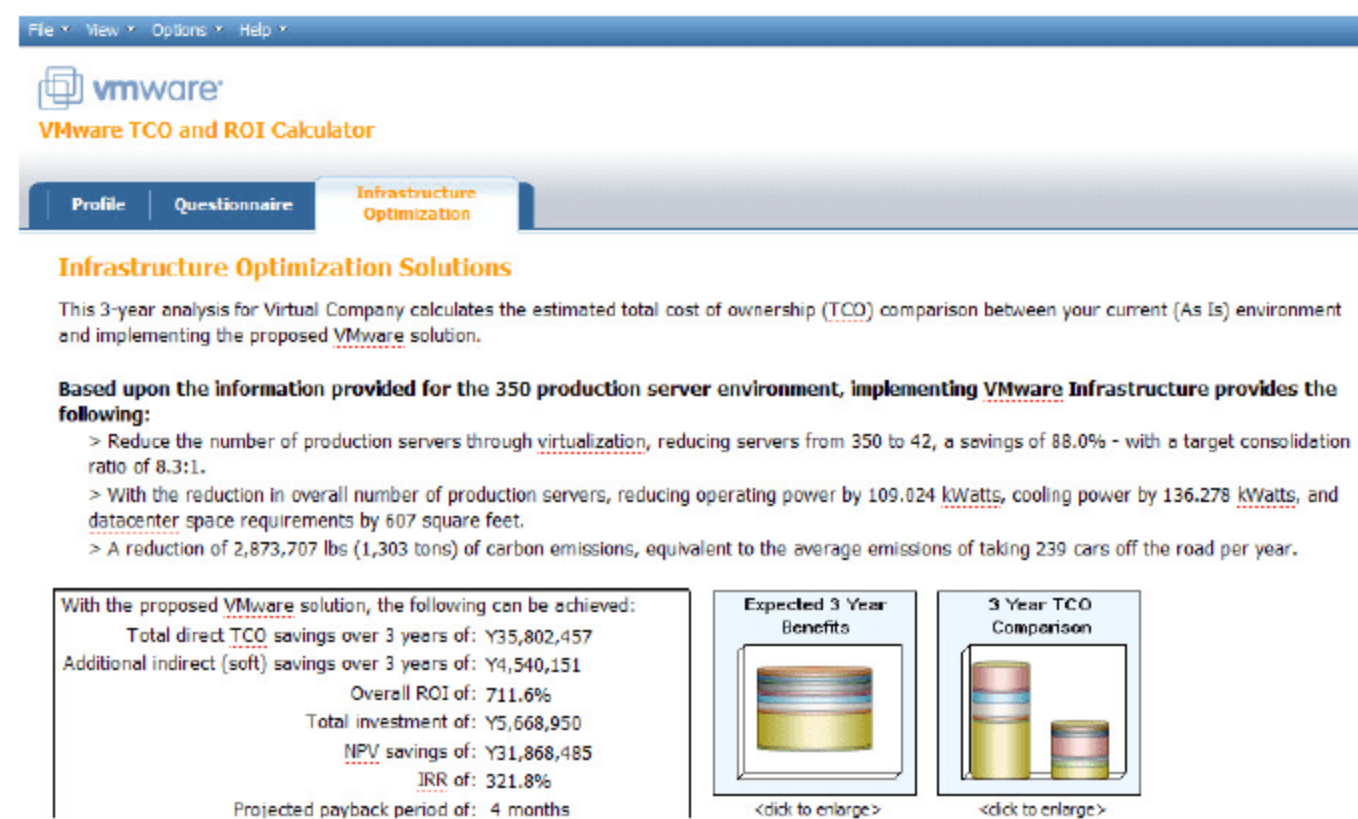 File View Options Help
vmware
VMware TCO and ROI Calculator
Profile Questionnaire Infrastructure
Optimization
Infrastructure Optimization Solutions
This 3-year analysis for Virtual Company calculates the estimated total cost of ownership (TCO) comparison between your current (As Is) environment
and implementing the proposed VMware solution.
Based upon the information provided for the 350 production server environment, implementing VMware Infrastructure provides the
following:
> Reduce the number of production servers through virtualization, reducing servers from 350 to 42, a savings of 88.0% - with a target consolidation
ratio of 8.3:1.
> With the reduction in overall number of production servers, reducing operating power by 109.024 kWatts, cooling power by 136.278 kWatts, and
datacenter space requirements by 607 square feet.
> A reduction of 2,873,707 lbs (1,303 tons) of carbon emissions, equivalent to the average emissions of taking 239 cars off the road per year.
With the proposed VMware solution, the following can be achieved:
Total direct TCO savings over 3 years of: Y35,802,457
Additional indirect (soft) savings over 3 years of: Y4,540,151
Overall ROI of: 711.6%
Total investment of: Y5,668,950
NPV savings of: Y31,868,485
IRR of: 321.8%
Projected payback period of: 4 months
Expected 3 Year
Benefits
<click to enlarge>
3 Year TCO
Comparison
<click to enlarge>